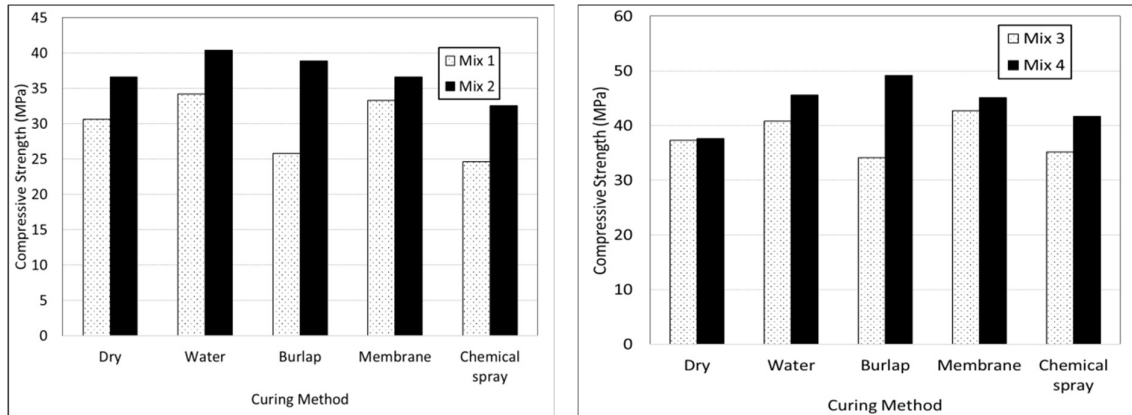 45
40
35
30
25
20
15
10
5
0
Compressive Strength (MPa)
Mix 1
Mix 2
Dry Water Burlap Membrane Chemical
spray
Curing Method
60
50
40
30
20
10
0
Compressive Strength (MPa)
Mix 3
Mix 4
Dry Water Burlap Membrane Chemical
spray
Curing Method